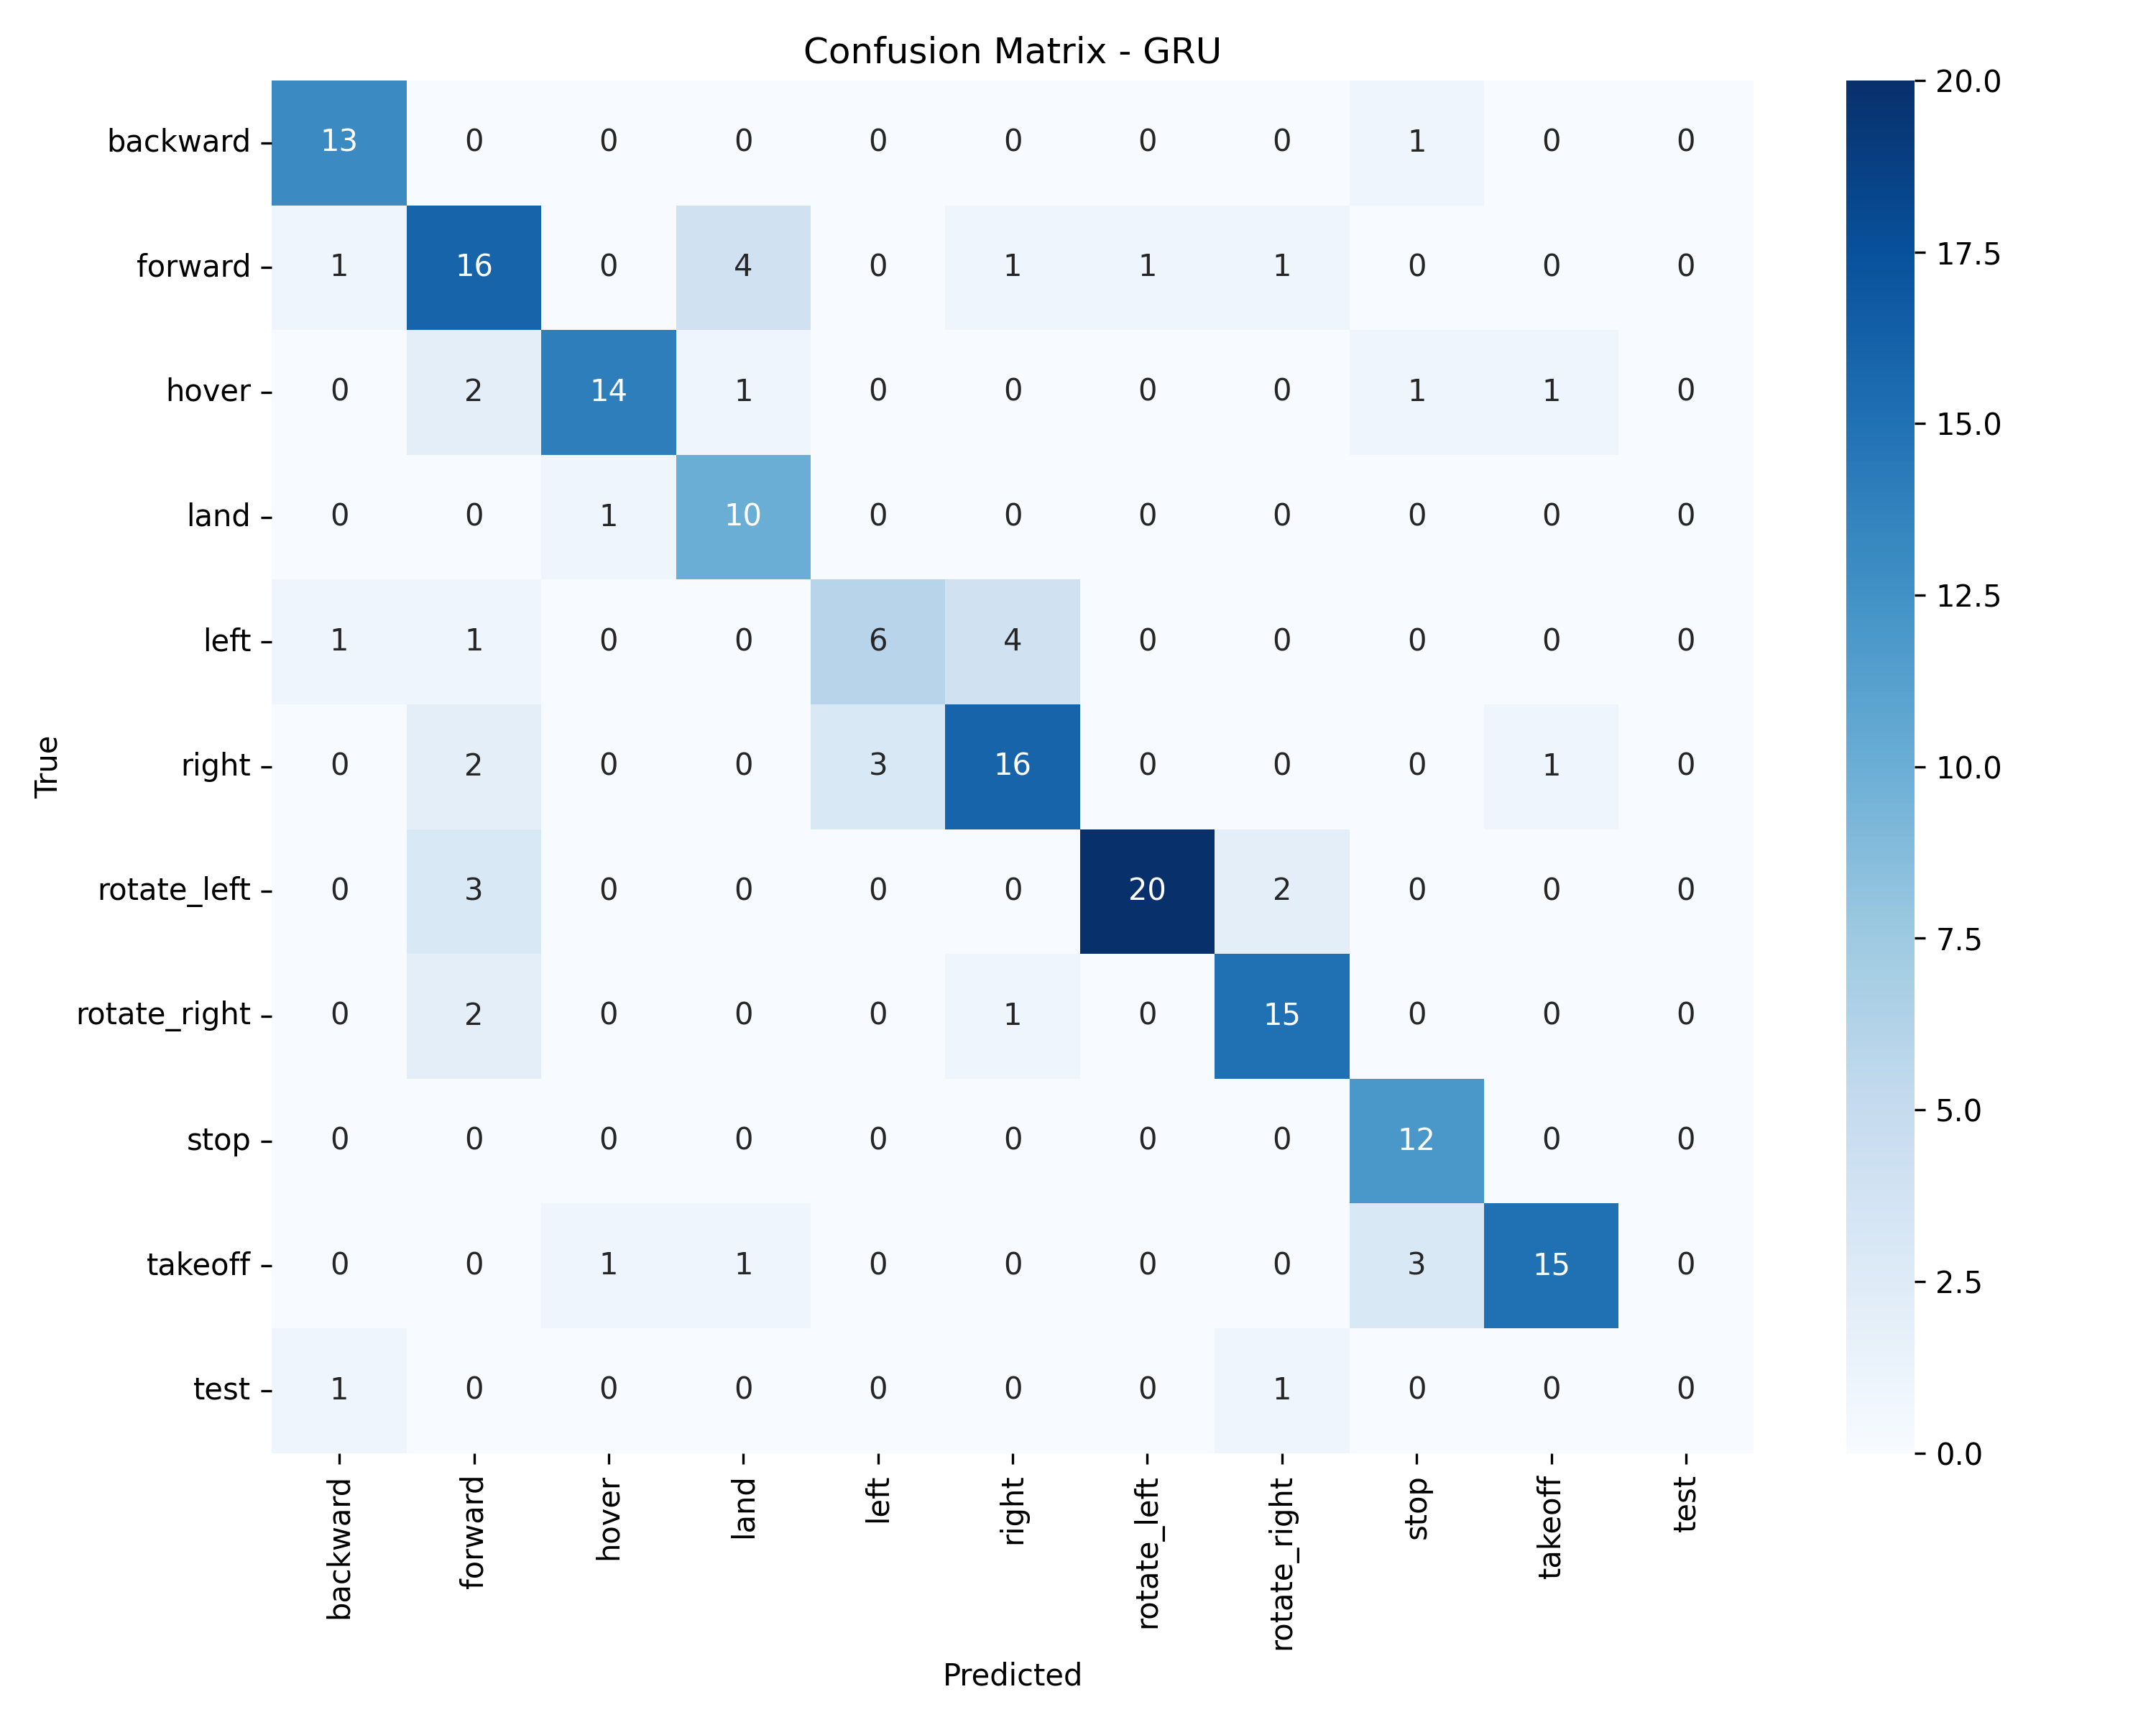 Confusion Matrix - GRU
backward 13 0 0 0 0 0 0 0 1 0 0
forward 1 16 0 4 0 1 1 1 0 0 0
hover 0 2 14 1 0 0 0 0 1 1 0
land 0 0 1 10 0 0 0 0 0 0 0
left 1 1 0 0 6 4 0 0 0 0 0
right 0 2 0 0 3 16 0 0 0 1 0
rotate_left 0 3 0 0 0 0 20 2 0 0 0
rotate_right 0 2 0 0 0 1 0 15 0 0 0
stop 0 0 0 0 0 0 0 0 12 0 0
takeoff 0 0 1 1 0 0 0 0 3 15 0
test 1 0 0 0 0 0 0 1 0 0 0
True
backward forward hover land left right rotate_left rotate_right stop takeoff test
Predicted
20.0
17.5
15.0
12.5
10.0
7.5
5.0
2.5
0.0